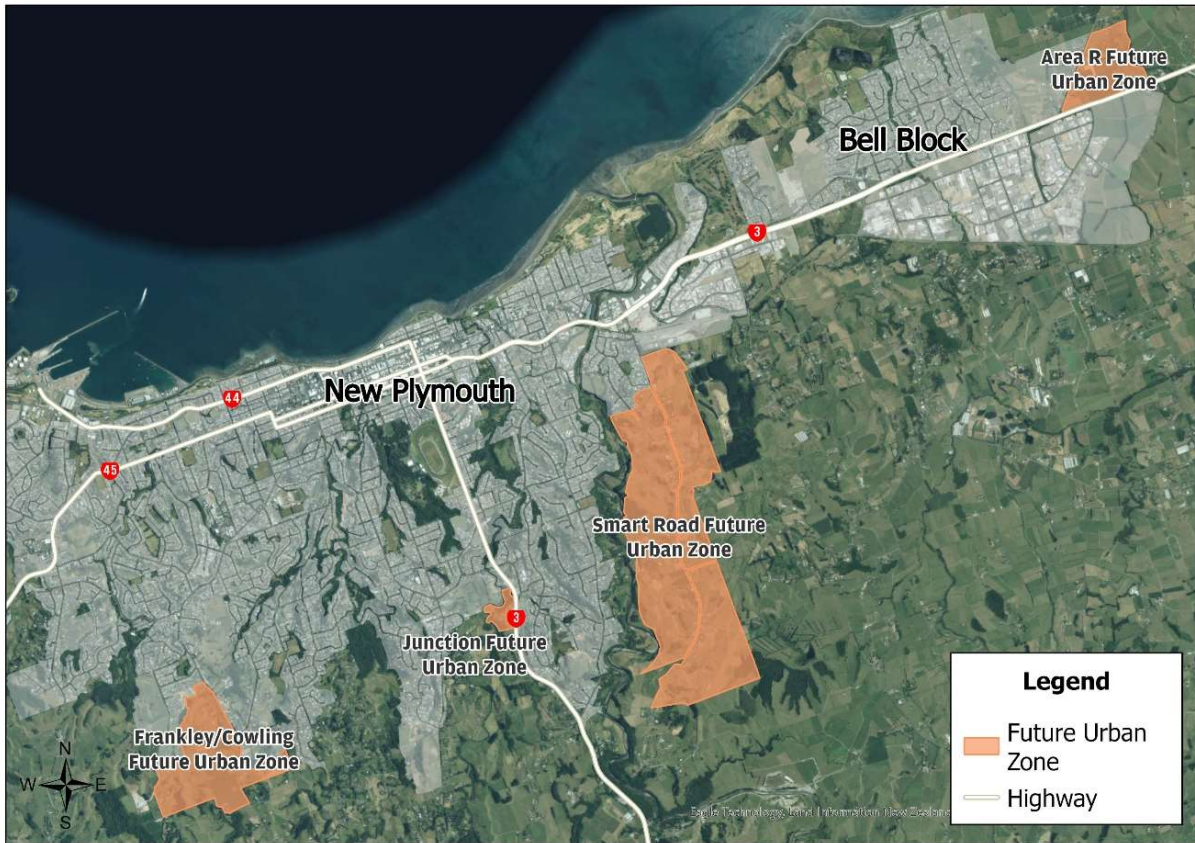 Area R Future
Urban Zone
Bell Block
3
New Plymouth
44
45
Smart Road Future
Urban Zone
3
Junction Future
Urban Zone
Frankley/Cowling
Future Urban Zone
N
W E
S
Legend
Future Urban
Zone
Highway
Eagle Technology, Land Information New Zealand